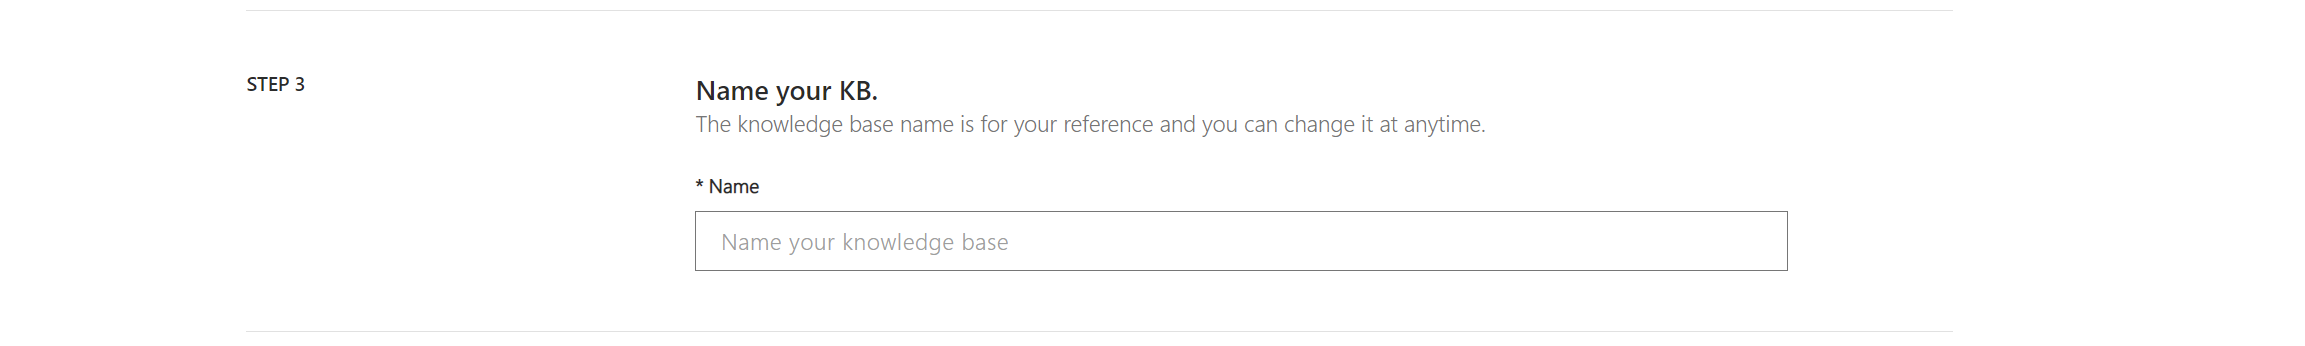 STEP 3
Name your KB.
The knowledge base name is for your reference and you can change it at anytime.
* Name
Name your knowledge base